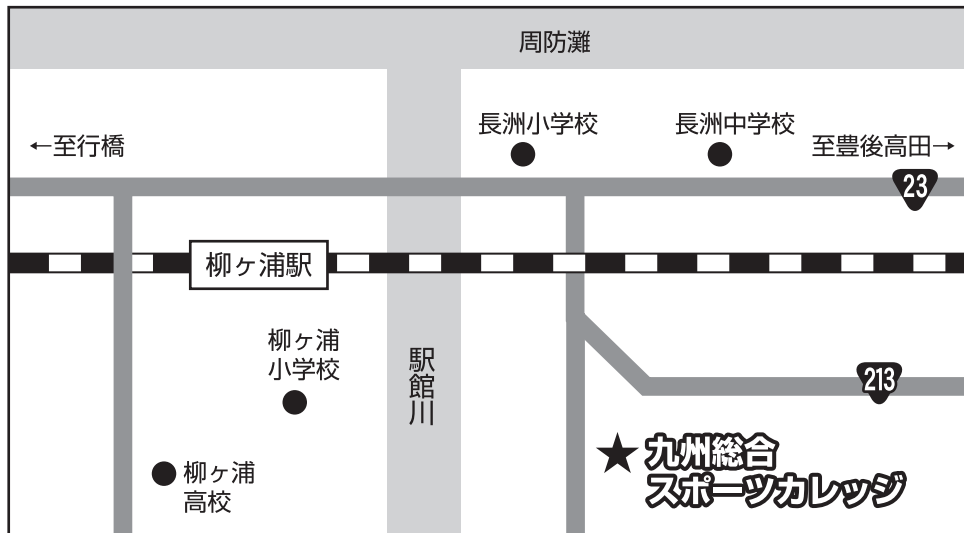 周防灘
長洲小学校
長洲中学校
←至行橋
至豊後高田→
23
柳ヶ浦駅
柳ヶ浦
小学校
駅館川
213
九州総合
スポーツカレッジ
柳ヶ浦
高校